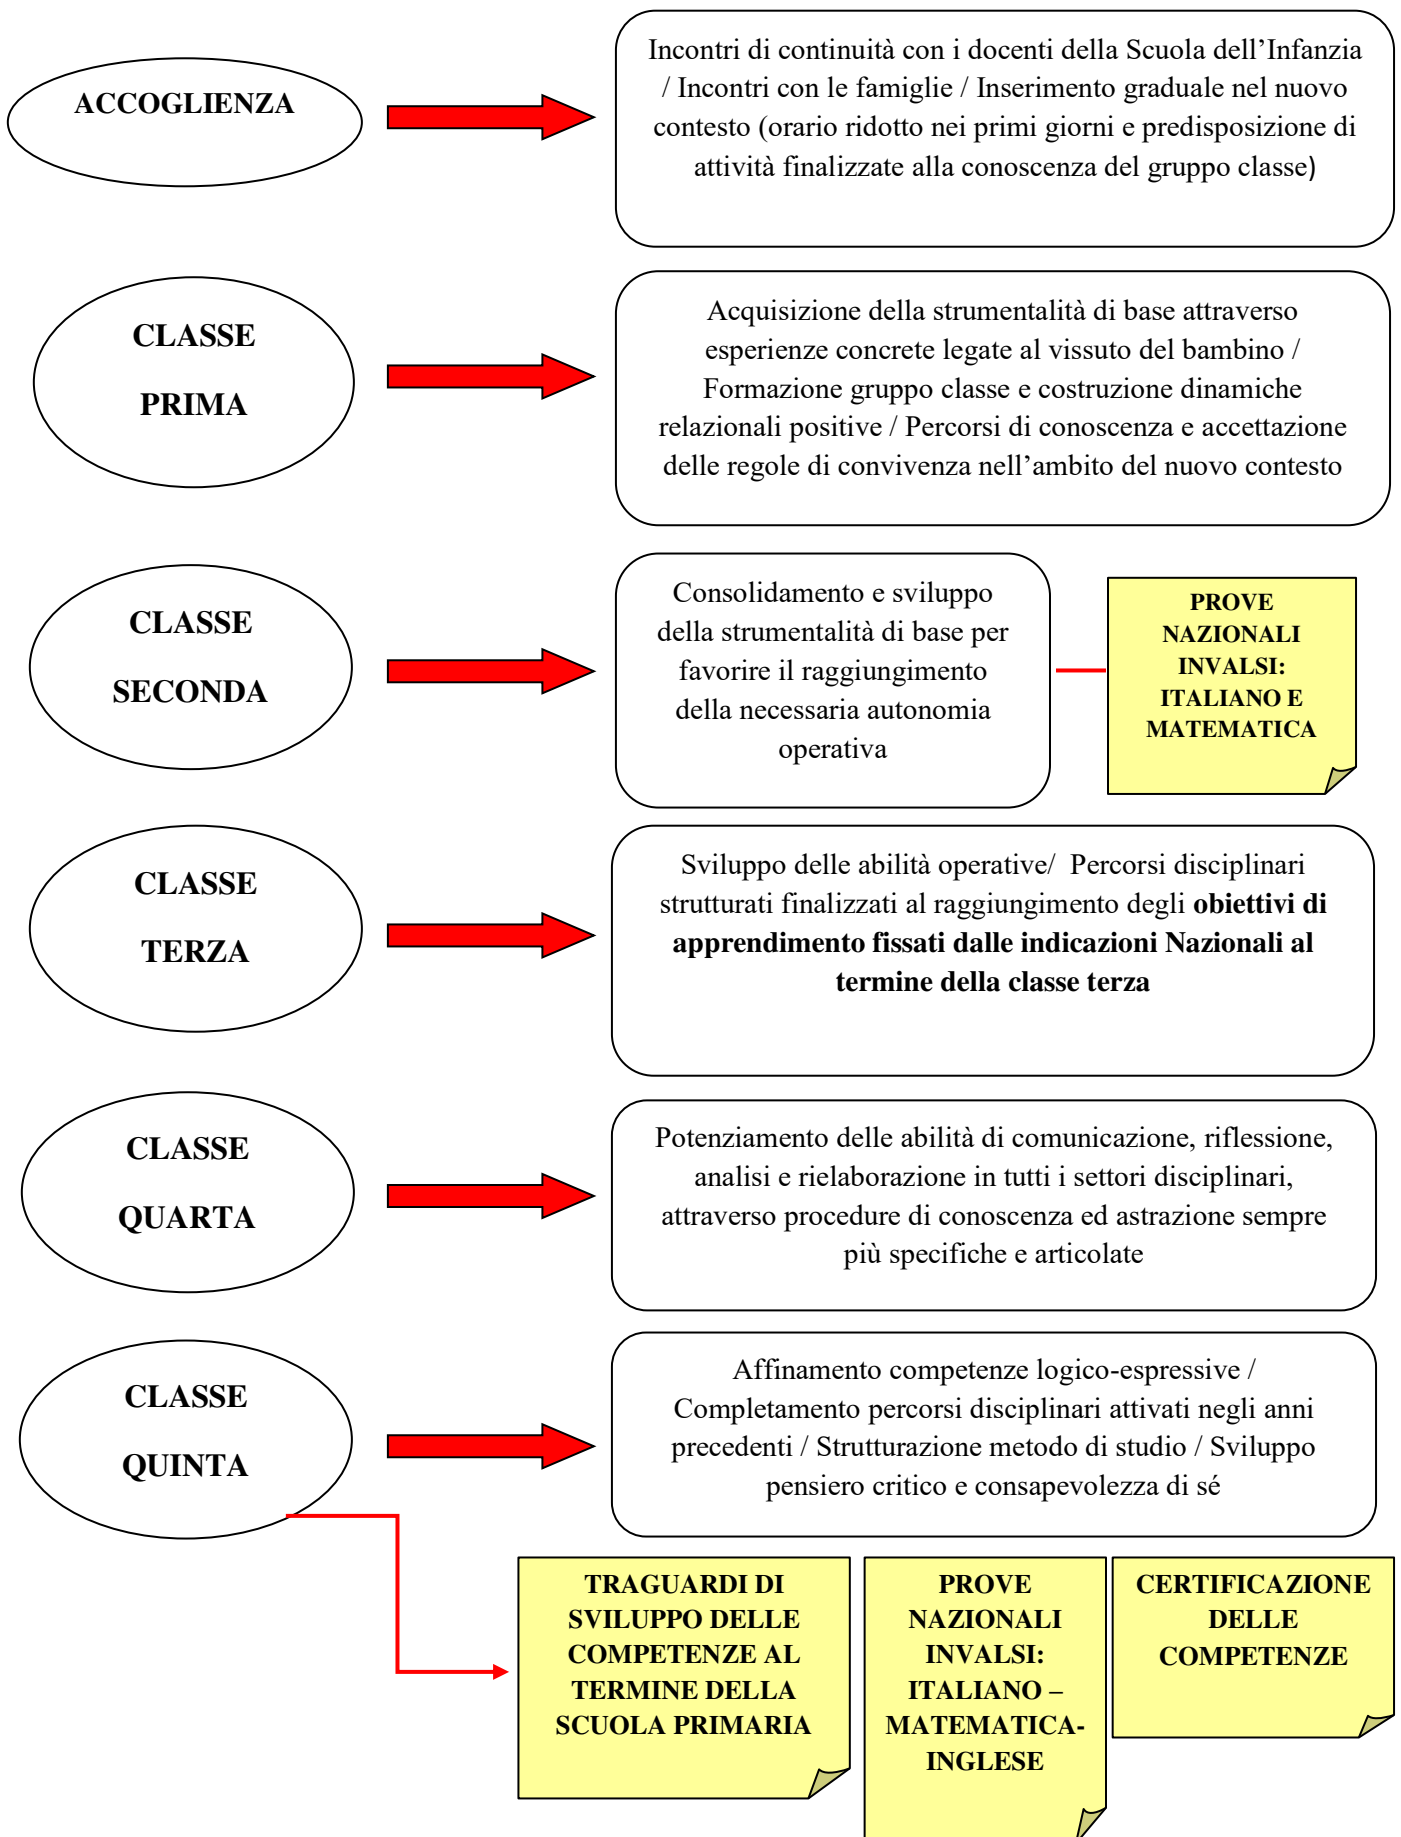 ACCOGLIENZA
Incontri di continuità con i docenti della Scuola dell’Infanzia
/ Incontri con le famiglie / Inserimento graduale nel nuovo
contesto (orario ridotto nei primi giorni e predisposizione di
attività finalizzate alla conoscenza del gruppo classe)
CLASSE
PRIMA
Acquisizione della strumentalità di base attraverso
esperienze concrete legate al vissuto del bambino /
Formazione gruppo classe e costruzione dinamiche
relazionali positive / Percorsi di conoscenza e accettazione
delle regole di convivenza nell’ambito del nuovo contesto
CLASSE
SECONDA
Consolidamento e sviluppo
della strumentalità di base per
favorire il raggiungimento
della necessaria autonomia
operativa
PROVE
NAZIONALI
INVALSI:
ITALIANO E
MATEMATICA
CLASSE
TERZA
Sviluppo delle abilità operative/ Percorsi disciplinari
strutturati finalizzati al raggiungimento degli obiettivi di
apprendimento fissati dalle indicazioni Nazionali al
termine della classe terza
CLASSE
QUARTA
Potenziamento delle abilità di comunicazione, riflessione,
analisi e rielaborazione in tutti i settori disciplinari,
attraverso procedure di conoscenza ed astrazione sempre
più specifiche e articolate
CLASSE
QUINTA
Affinamento competenze logico-espressive /
Completamento percorsi disciplinari attivati negli anni
precedenti / Strutturazione metodo di studio / Sviluppo
pensiero critico e consapevolezza di sé
TRAGUARDI DI
SVILUPPO DELLE
COMPETENZE AL
TERMINE DELLA
SCUOLA PRIMARIA
PROVE
NAZIONALI
INVALSI:
ITALIANO –
MATEMATICA-
INGLESE
CERTIFICAZIONE
DELLE
COMPETENZE